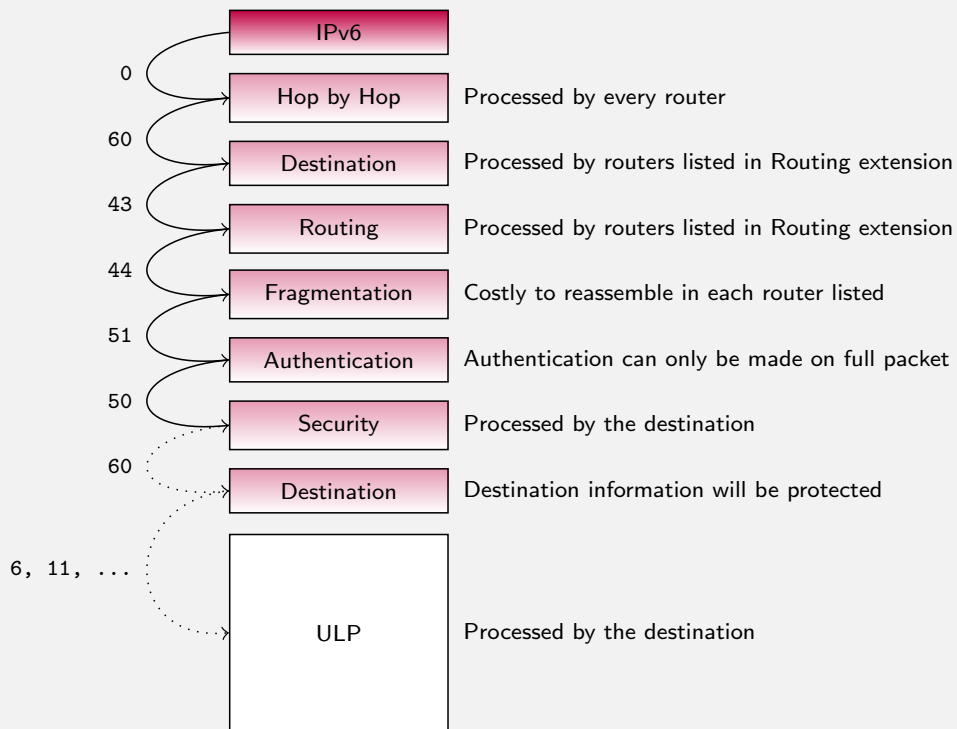 IPv6
0
Hop by Hop Processed by every router
60
Destination Processed by routers listed in Routing extension
43
Routing Processed by routers listed in Routing extension
44
Fragmentation Costly to reassemble in each router listed
51
Authentication Authentication can only be made on full packet
50
Security Processed by the destination
60
Destination Destination information will be protected
6, 11, ...
ULP Processed by the destination